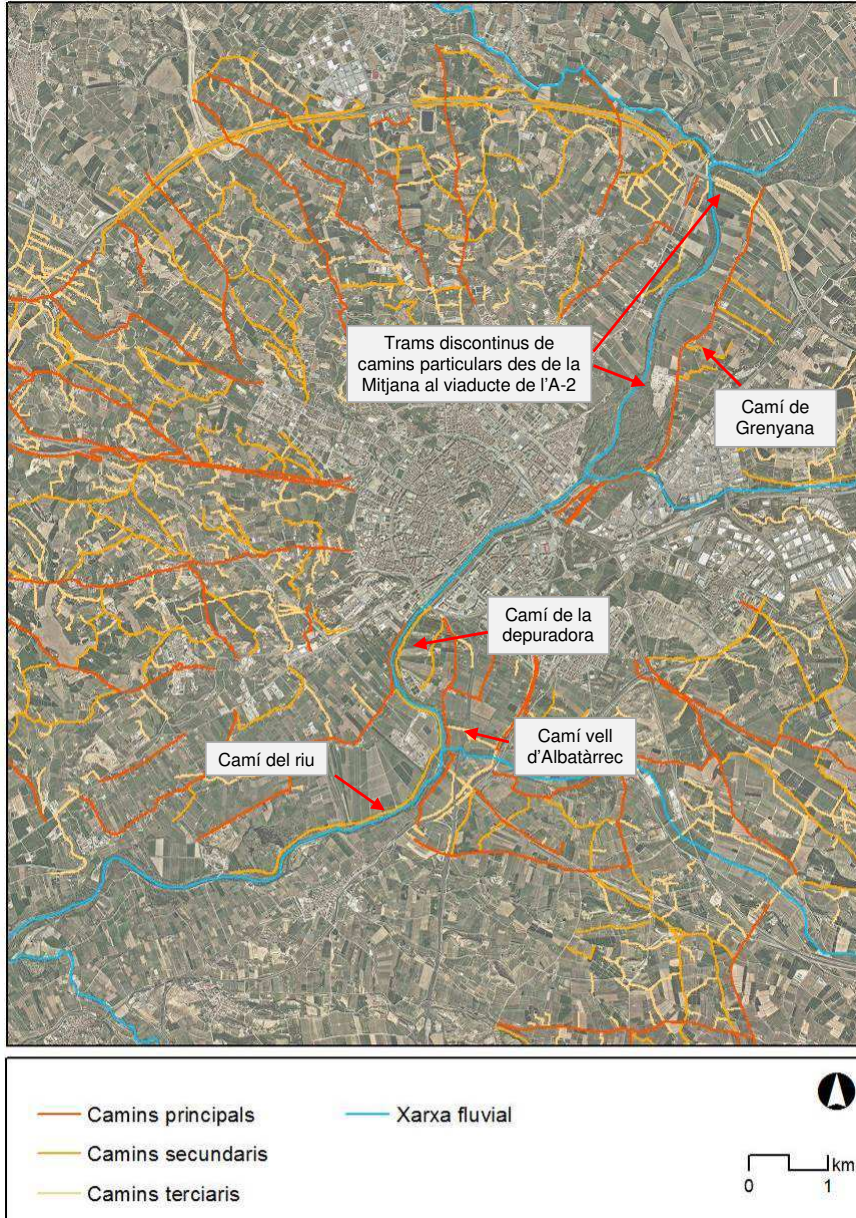 Trams discontinus de
camins particulars des de la
Mitjana al viaducte de l'A-2
Camí de
Grenyana
Camí de la
depuradora
Camí vell
d'Albatàrrec
Camí del riu
Camins principals
Xarxa fluvial
Camins secundaris
Camins terciaris
km
0 1